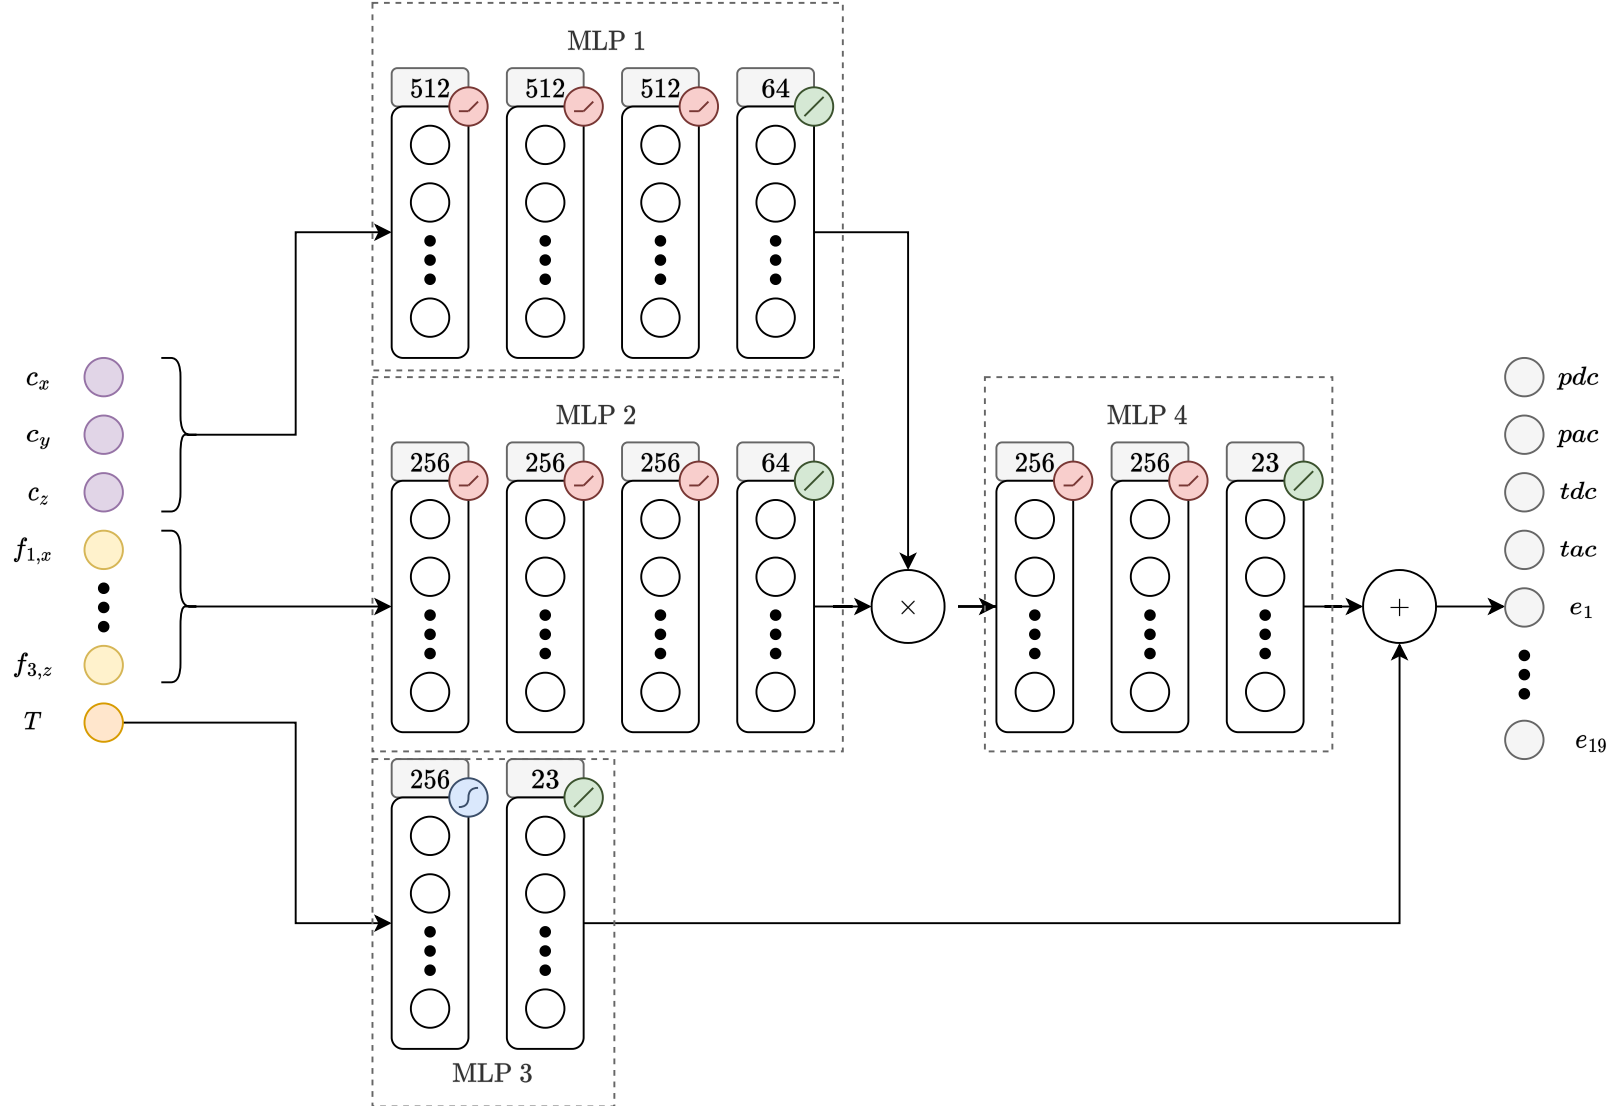 MLP 1
512 512 512 64
MLP 2
256 256 256 64
MLP 4
256 256 23
256 23
MLP 3
c_x
c_y
c_z
f_{1,x}
f_{3,z}
T
×
+
pdc
pac
tdc
tac
e_1
e_{19}